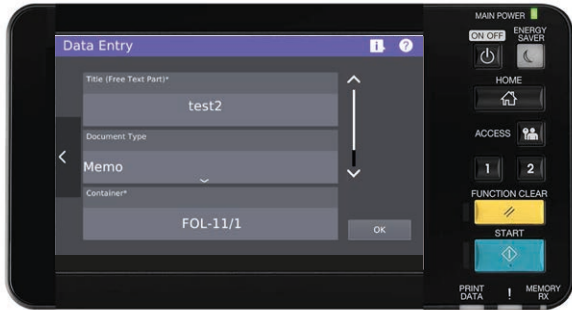 MAIN POWER
Data Entry
ON OFF
ENERGY
SAVER
Title (Free Text Part)*
test2
HOME
Document Type
Memo
ACCESS
1 2
Container*
FOL-11/1
FUNCTION CLEAR
OK
START
PRINT
DATA
!
MEMORY
RX